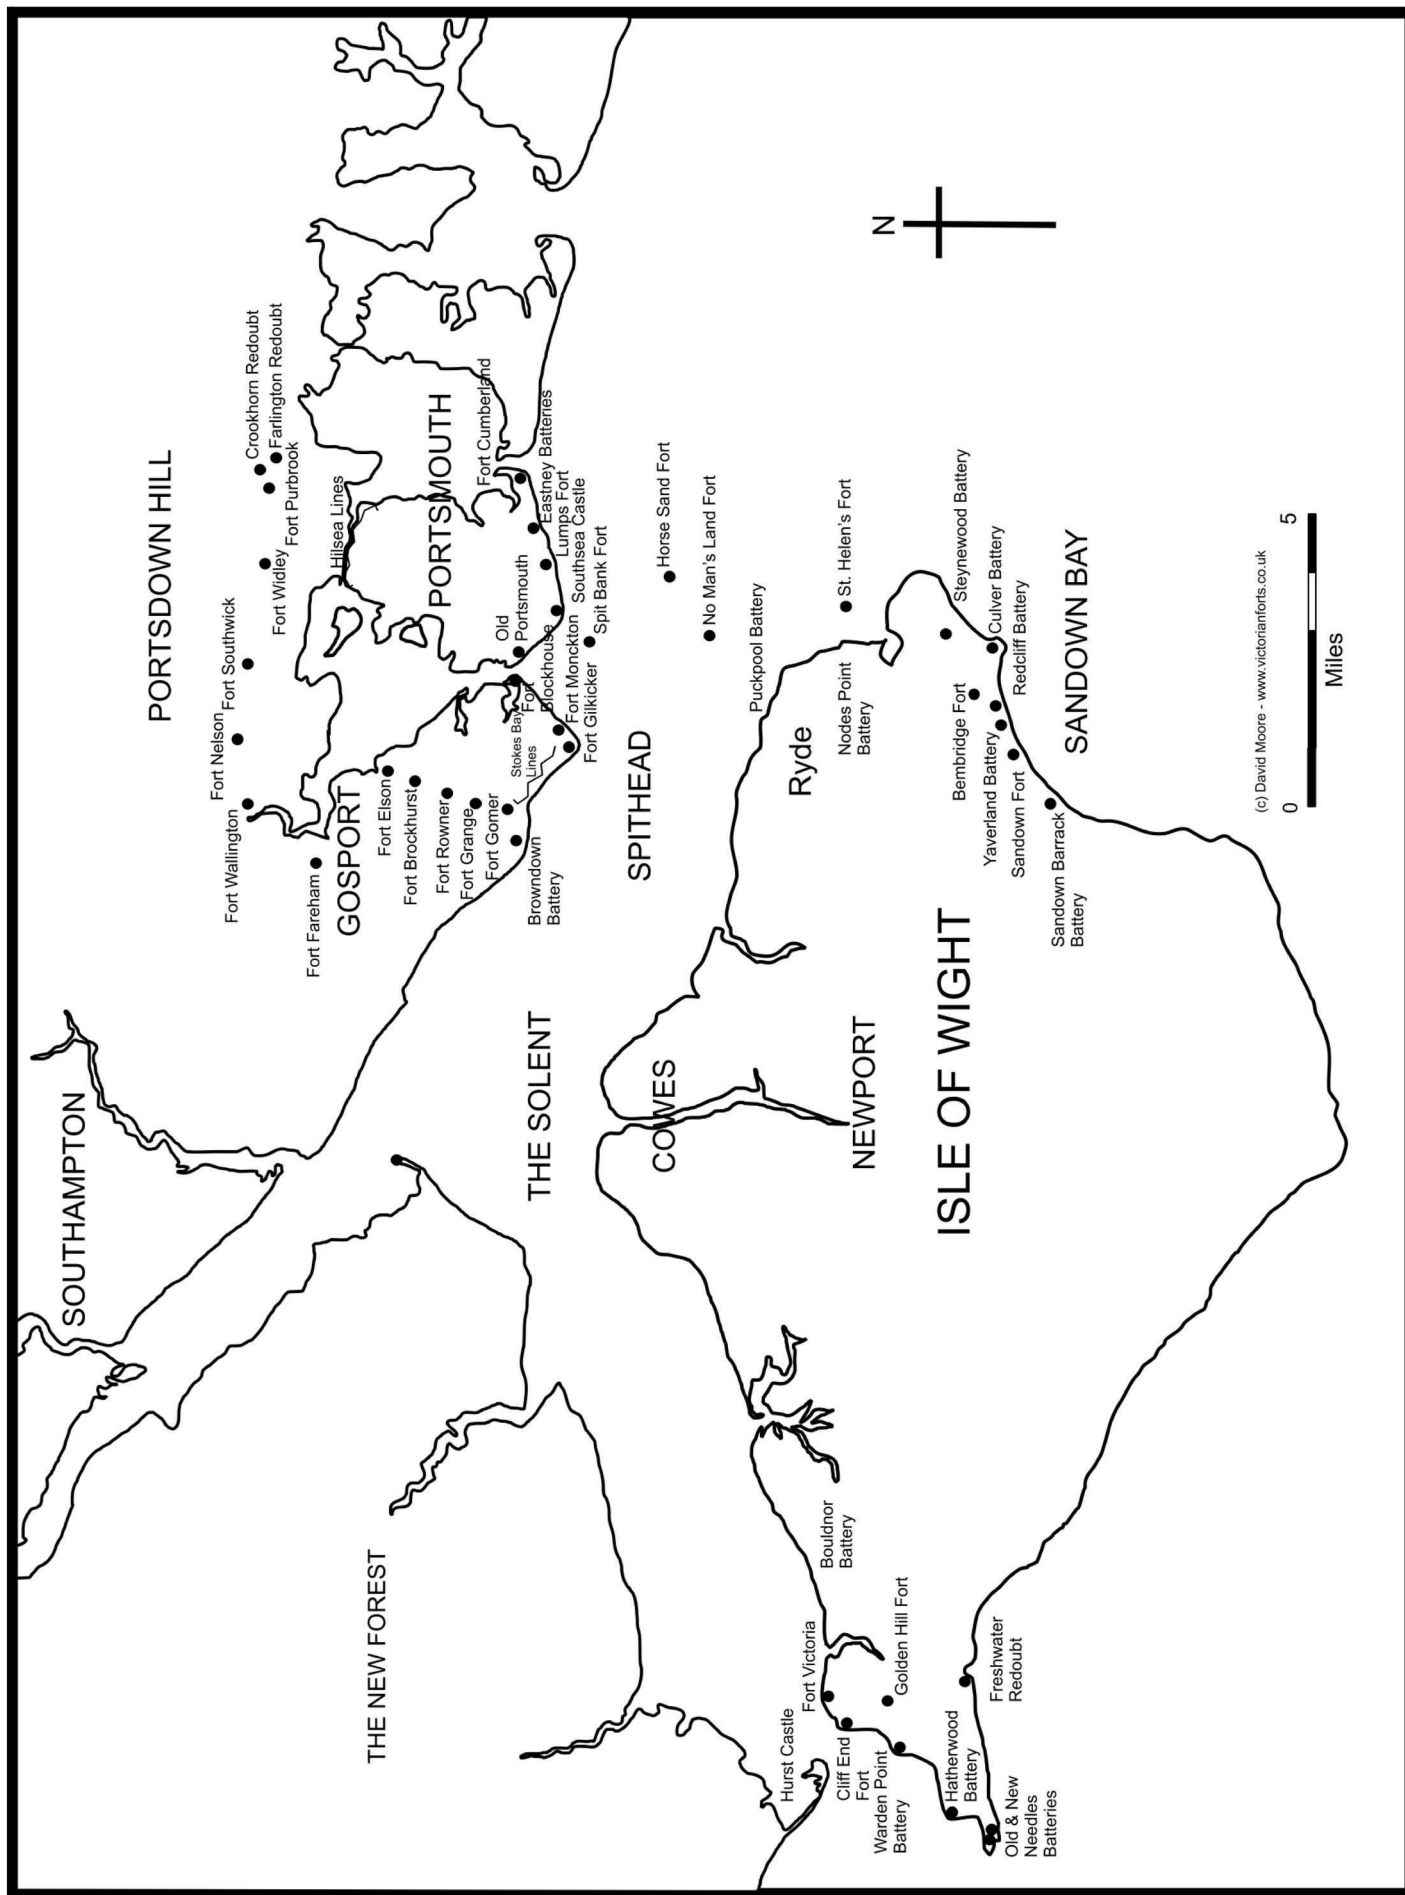 SOUTHAMPTON
PORTSDOWN HILL
Fort Nelson
Fort Southwick
Crookhorn Redoubt
Farlington Redoubt
Fort Purbrook
Fort Widley
Fort Wallington
Fort Fareham
GOSPORT
Hilsea Lines
PORTSMOUTH
THE NEW FOREST
Fort Elson
Fort Brockhurst
Fort Rowner
Fort Grange
Fort Gomer
Browndown
Battery
Stokes Bay
Lines
Fort
Blockhouse
Old
Portsmouth
Fort Cumberland
Eastney Batteries
Lumps Fort
Southsea Castle
Spit Bank Fort
Fort Monckton
Fort Gilkicker
THE SOLENT
SPITHEAD
Horse Sand Fort
No Man's Land Fort
COWES
Puckpool Battery
Ryde
Nodes Point
Battery
St. Helen's Fort
N
Hurst Castle
Fort Victoria
Bouldnor
Battery
NEWPORT
Cliff End
Fort
Warden Point
Battery
Golden Hill Fort
ISLE OF WIGHT
Hatherwood
Battery
Old & New
Needles
Batteries
Freshwater
Redoubt
Steynewood Battery
Bembridge Fort
Culver Battery
Redcliff Battery
Yaverland Battery
Sandown Fort
Sandown Barrack
Battery
SANDOWN BAY
(c) David Moore - www.victorianforts.co.uk
0
5
Miles